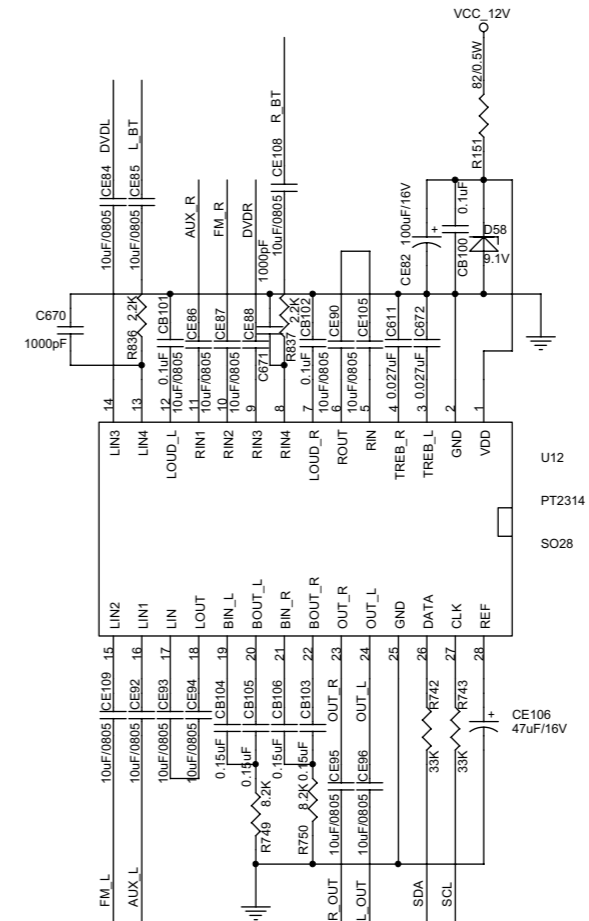 VCC_12V
82/0.5W
R151
DVDL
CE84
10uF/0805
L_BT
CE85
10uF/0805
R_BT
CE108
10uF/0805
AUX_R
FM_R
DVDR
1000pF
C671
100uF/16V
+
CE82
0.1uF
CB100
D58
9.1V
C670
1000pF
2.2K
R836
CB101
0.1uF
CE86
10uF/0805
CE87
10uF/0805
CE88
10uF/0805
2.2K
R837
CB102
0.1uF
CE90
10uF/0805
CE105
10uF/0805
C611
0.027uF
C672
0.027uF
14
13
12
11
10
9
8
7
6
5
4
3
2
1
LIN3
LIN4
LOUD_L
RIN1
RIN2
RIN3
RIN4
LOUD_R
ROUT
RIN
TREB_R
TREB_L
GND
VDD
U12
PT2314
SO28
LIN2
LIN1
LIN
LOUT
BIN_L
BOUT_L
BIN_R
BOUT_R
OUT_R
OUT_L
GND
DATA
CLK
REF
15
16
17
18
19
20
21
22
23
24
25
26
27
28
CE109
10uF/0805
CE92
10uF/0805
CE93
10uF/0805
CE94
10uF/0805
CB104
0.15uF
CB105
0.15uF
CB106
0.15uF
CB103
0.15uF
OUT_R
CE95
10uF/0805
OUT_L
CE96
10uF/0805
R742
33K
R743
33K
+
CE106
47uF/16V
8.2K
R749
8.2K
R750
FM_L
AUX_L
R_OUT
L_OUT
SDA
SCL